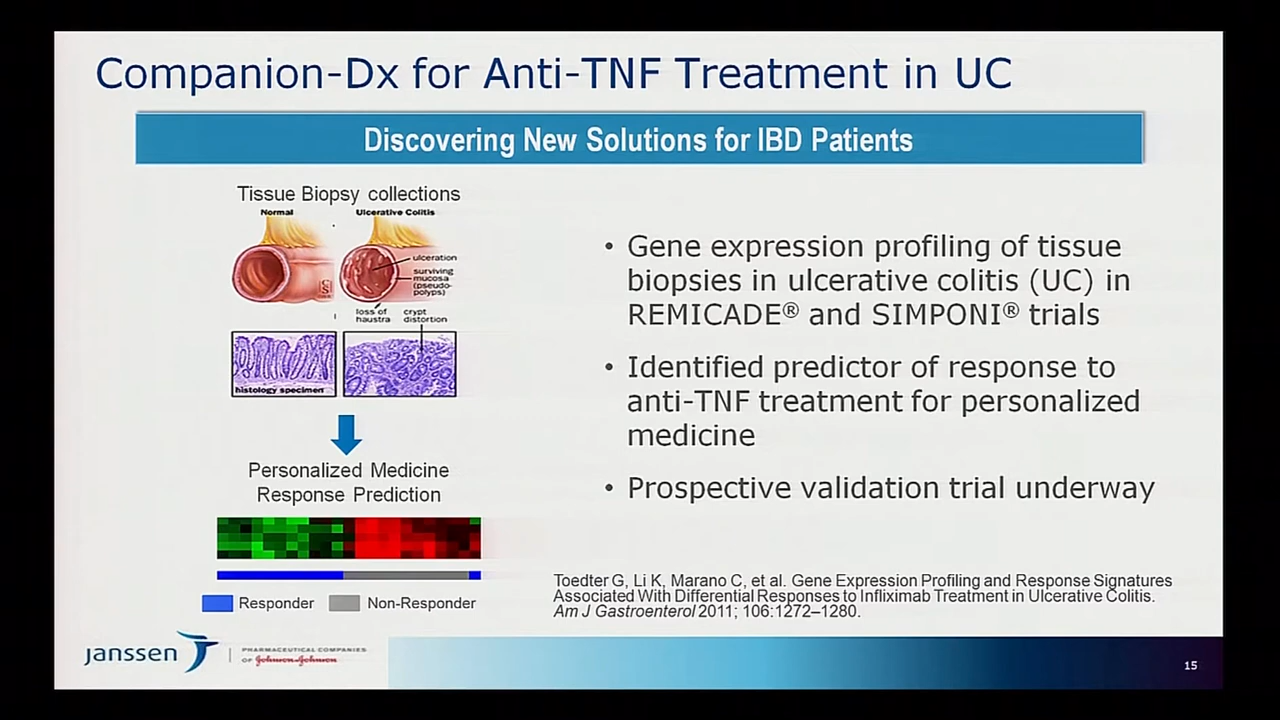 Companion-Dx for Anti-TNF Treatment in UC
Discovering New Solutions for IBD Patients
Tissue Biopsy collections
Normal
Ulcerative Colitis
ulceration
surviving
mucosa
(pseudo-
polyps)
loss of
haustra
crypt
distortion
histology specimen
Personalized Medicine
Response Prediction
Responder
Non-Responder
• Gene expression profiling of tissue
biopsies in ulcerative colitis (UC) in
REMICADE® and SIMPONI® trials
• Identified predictor of response to
anti-TNF treatment for personalized
medicine
• Prospective validation trial underway
Toedter G, Li K, Marano C, et al. Gene Expression Profiling and Response Signatures
Associated With Differential Responses to Infliximab Treatment in Ulcerative Colitis.
Am J Gastroenterol 2011; 106:1272–1280.
janssen
PHARMACEUTICAL COMPANIES
OF Johnson & Johnson
15